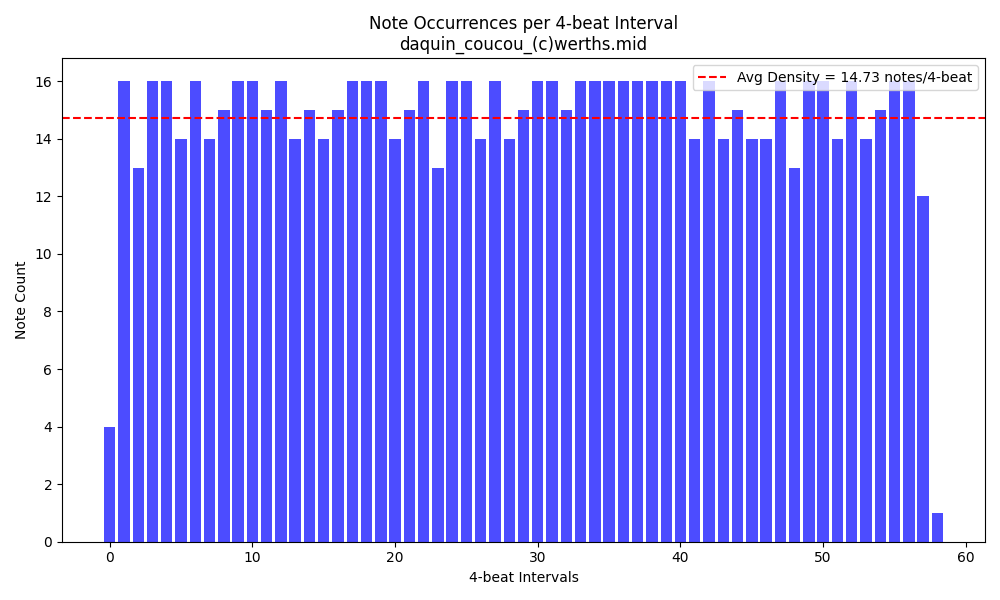 Note Occurrences per 4-beat Interval
daquin_coucou_(c)werths.mid
Avg Density = 14.73 notes/4-beat
16
14
12
10
8
6
4
2
0
Note Count
0 10 20 30 40 50 60
4-beat Intervals